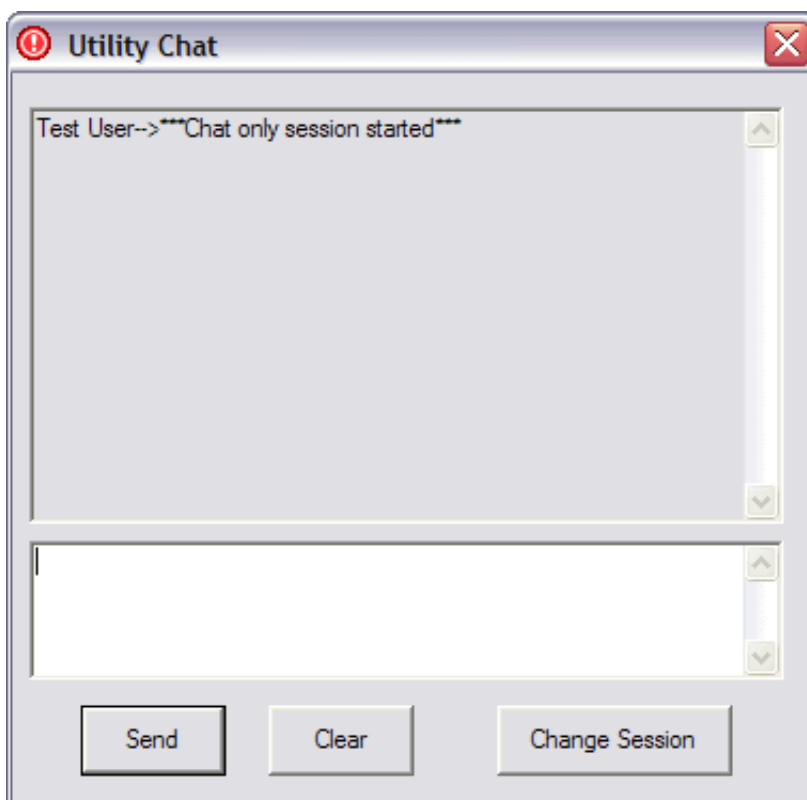 Utility Chat
Test User-->***Chat only session started***
Send Clear Change Session